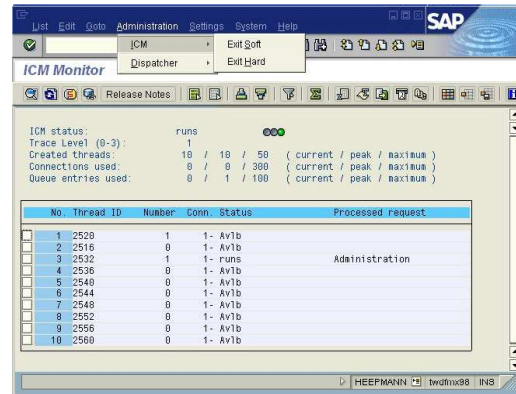 List Edit Goto Administration Settings System Help
SAP
ICM Exit Soft
Dispatcher Exit Hard
ICM Monitor
Release Notes
ICM status: runs
Trace Level (0-3): 1
Created threads: 10 / 10 / 50 ( current / peak / maximum )
Connections used: 0 / 0 / 300 ( current / peak / maximum )
Queue entries used: 0 / 1 / 100 ( current / peak / maximum )
No. Thread ID Number Conn. Status Processed request
1 2520 1 1- Avlb
2 2516 0 1- Avlb
3 2532 1 1- runs Administration
4 2536 0 1- Avlb
5 2540 0 1- Avlb
6 2544 0 1- Avlb
7 2548 0 1- Avlb
8 2552 0 1- Avlb
9 2556 0 1- Avlb
10 2560 0 1- Avlb
HEEPMANN twdfmx98 INS